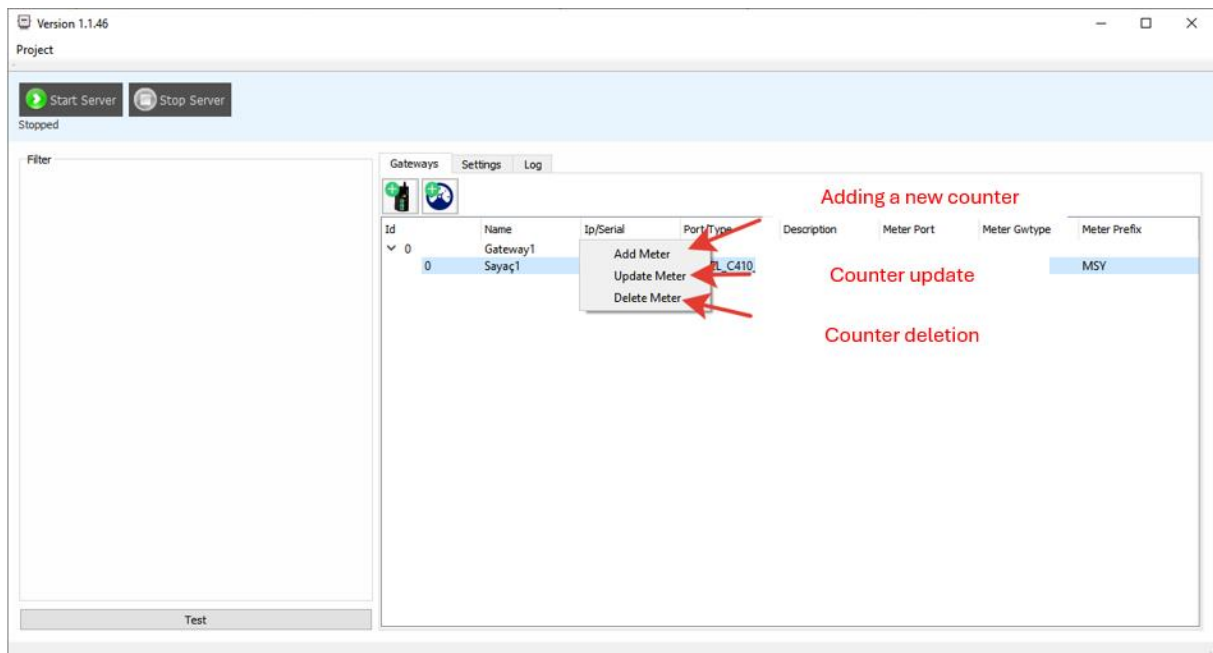 Version 1.1.46
Project
Start Server Stop Server
Stopped
Filter
Gateways Settings Log
Adding a new counter
Id Name Ip/Serial Port/Type Description Meter Port Meter Gwtype Meter Prefix
0 Gateway1
Add Meter
0 Sayaç1 MSY
Update Meter
Counter update
Delete Meter
Counter deletion
Test